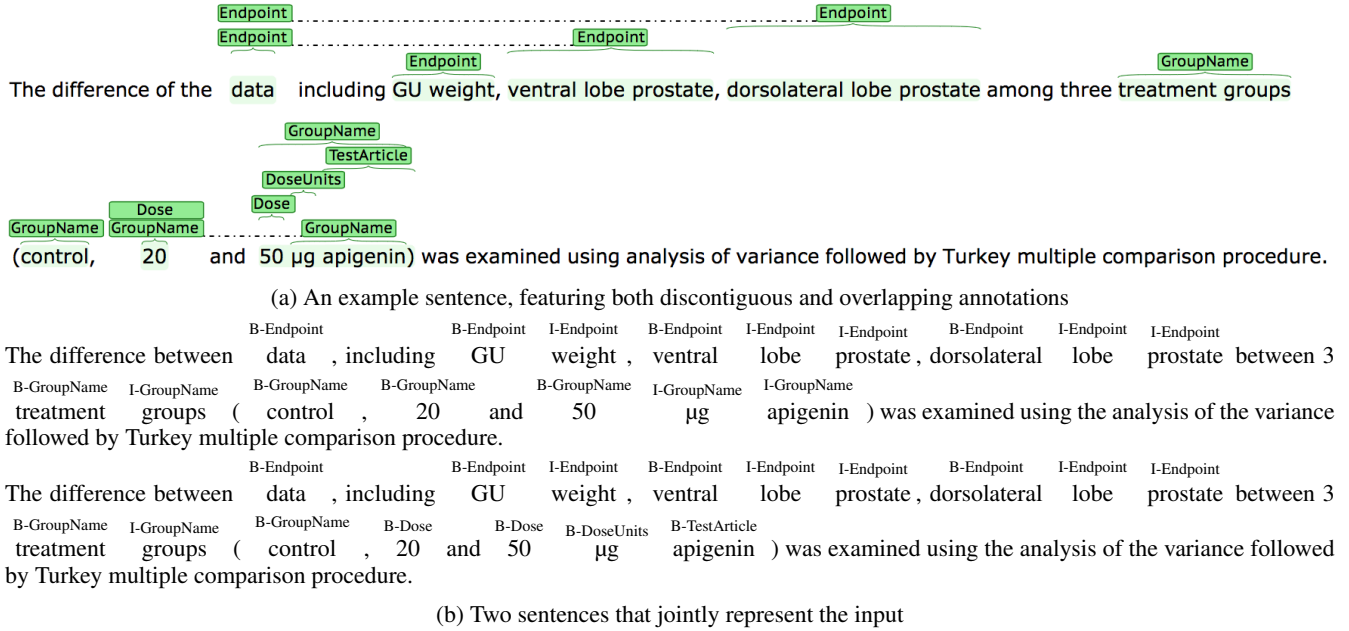 Endpoint Endpoint
Endpoint Endpoint
Endpoint GroupName
The difference of the data including GU weight, ventral lobe prostate, dorsolateral lobe prostate among three treatment groups
GroupName
TestArticle
DoseUnits
Dose Dose
GroupName GroupName GroupName
(control, 20 and 50 µg apigenin) was examined using analysis of variance followed by Turkey multiple comparison procedure.
(a) An example sentence, featuring both discontiguous and overlapping annotations
B-Endpoint B-Endpoint I-Endpoint B-Endpoint I-Endpoint I-Endpoint B-Endpoint I-Endpoint I-Endpoint
The difference between data , including GU weight , ventral lobe prostate , dorsolateral lobe prostate between 3
B-GroupName I-GroupName B-GroupName B-GroupName B-GroupName I-GroupName I-GroupName
treatment groups ( control , 20 and 50 µg apigenin ) was examined using the analysis of the variance
followed by Turkey multiple comparison procedure.
B-Endpoint B-Endpoint I-Endpoint B-Endpoint I-Endpoint I-Endpoint B-Endpoint I-Endpoint I-Endpoint
The difference between data , including GU weight , ventral lobe prostate , dorsolateral lobe prostate between 3
B-GroupName I-GroupName B-GroupName B-Dose B-Dose B-DoseUnits B-TestArticle
treatment groups ( control , 20 and 50 µg apigenin ) was examined using the analysis of the variance followed
by Turkey multiple comparison procedure.
(b) Two sentences that jointly represent the input